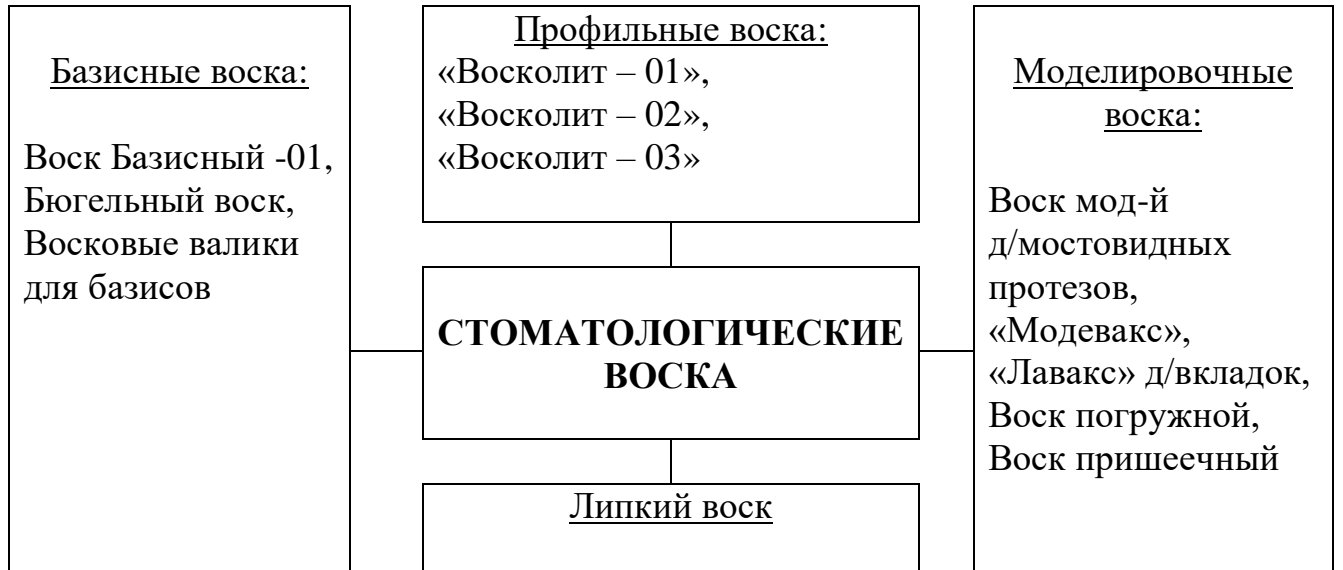 Базисные воска:
Воск Базисный -01,
Бюгельный воск,
Восковые валики
для базисов
Профильные воска:
«Восколит – 01»,
«Восколит – 02»,
«Восколит – 03»
СТОМАТОЛОГИЧЕСКИЕ
ВОСКА
Липкий воск
Моделировочные
воска:
Воск мод-й
д/мостовидных
протезов,
«Модевакс»,
«Лавакс» д/вкладок,
Воск погружной,
Воск пришеечный